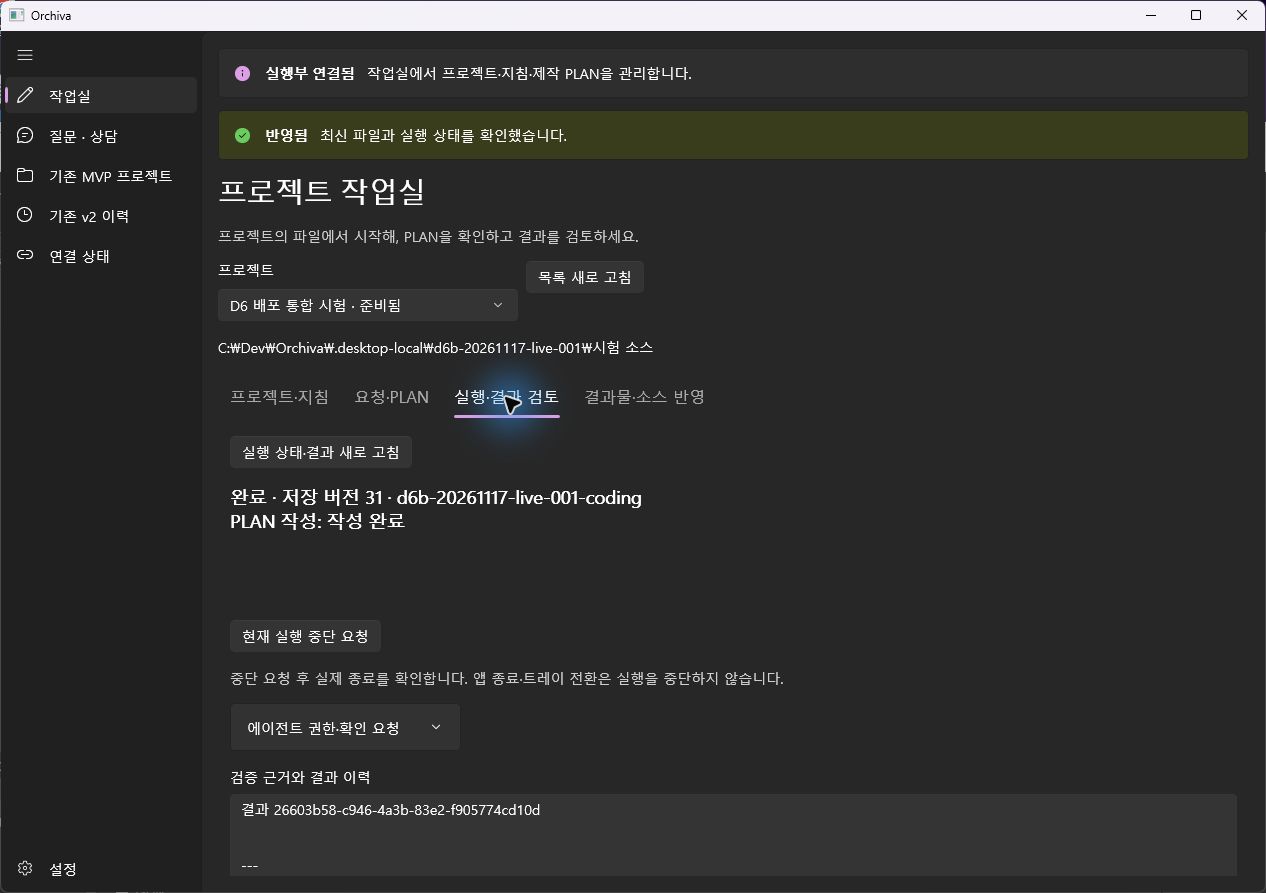 Orchiva
작업실
질문 · 상담
기존 MVP 프로젝트
기존 v2 이력
연결 상태
설정
실행부 연결됨 작업실에서 프로젝트·지침·제작 PLAN을 관리합니다.
반영됨 최신 파일과 실행 상태를 확인했습니다.
프로젝트 작업실
프로젝트의 파일에서 시작해, PLAN을 확인하고 결과를 검토하세요.
프로젝트
목록 새로 고침
D6 배포 통합 시험 · 준비됨
C:₩Dev₩Orchiva₩.desktop-local₩d6b-20261117-live-001₩시험 소스
프로젝트·지침 요청·PLAN 실행·결과 검토 결과물·소스 반영
실행 상태·결과 새로 고침
완료 · 저장 버전 31 · d6b-20261117-live-001-coding
PLAN 작성: 작성 완료
현재 실행 중단 요청
중단 요청 후 실제 종료를 확인합니다. 앱 종료·트레이 전환은 실행을 중단하지 않습니다.
에이전트 권한·확인 요청
검증 근거와 결과 이력
결과 26603b58-c946-4a3b-83e2-f905774cd10d
---